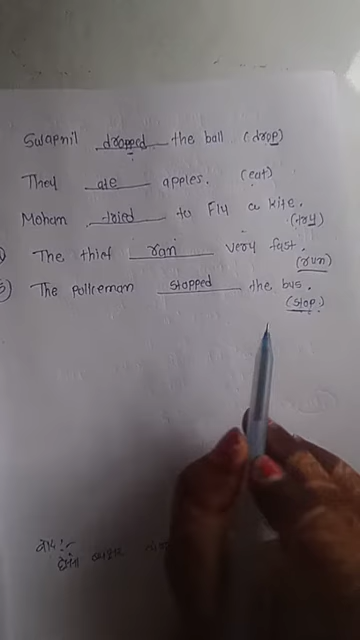 Swapnil dropped the ball (drop)
They ate apples. (eat)
Mohan tried to Fly a kite. (try)
The thief ran very fast. (run)
5) The policeman stopped the bus. (stop.)